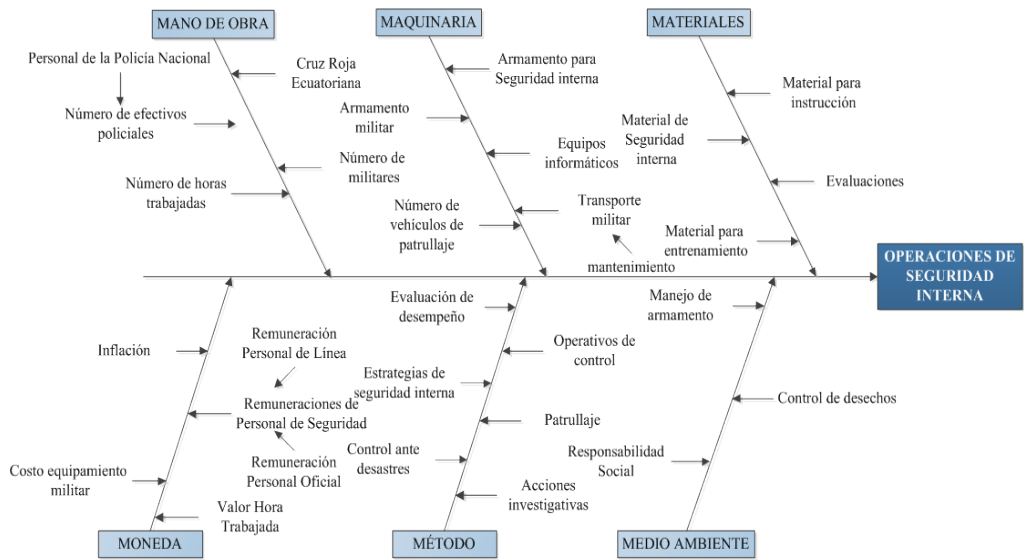 MANO DE OBRA
MAQUINARIA
MATERIALES
Personal de la Policía Nacional
Número de efectivos
policiales
Cruz Roja
Ecuatoriana
Número de
militares
Número de horas
trabajadas
Armamento para
Seguridad interna
Armamento
militar
Equipos
informáticos
Número de
vehículos de
patrullaje
Transporte
militar
mantenimiento
Material para
instrucción
Material de
Seguridad
interna
Evaluaciones
Material para
entrenamiento
OPERACIONES DE
SEGURIDAD
INTERNA
Inflación
Remuneración
Personal de Línea
Remuneraciones de
Personal de Seguridad
Remuneración
Personal Oficial
Costo equipamiento
militar
Valor Hora
Trabajada
Evaluación de
desempeño
Operativos de
control
Estrategias de
seguridad interna
Patrullaje
Control ante
desastres
Acciones
investigativas
Manejo de
armamento
Control de desechos
Responsabilidad
Social
MONEDA
MÉTODO
MEDIO AMBIENTE